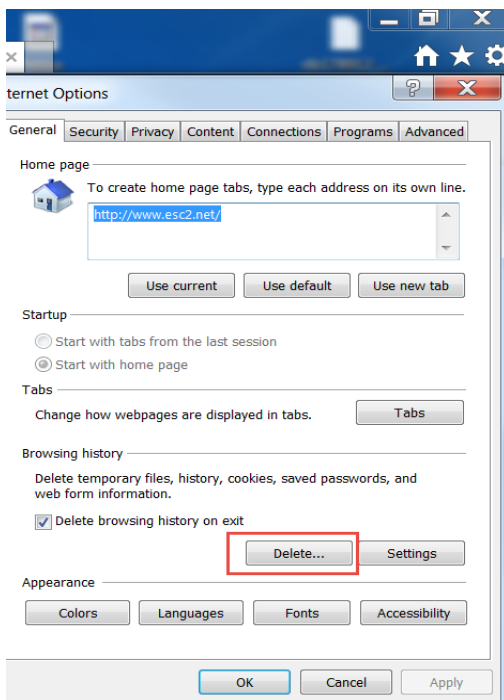 ternet Options
General Security Privacy Content Connections Programs Advanced
Home page
To create home page tabs, type each address on its own line.
http://www.esc2.net/
Use current Use default Use new tab
Startup
Start with tabs from the last session
Start with home page
Tabs
Change how webpages are displayed in tabs. Tabs
Browsing history
Delete temporary files, history, cookies, saved passwords, and
web form information.
Delete browsing history on exit
Delete... Settings
Appearance
Colors Languages Fonts Accessibility
OK Cancel Apply